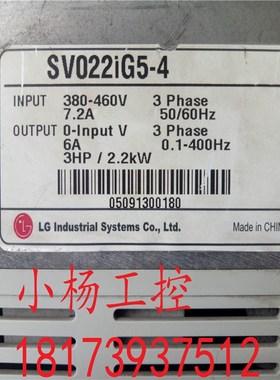 SV022iG5-4
INPUT 380-460V 3 Phase
7.2A 50/60Hz
OUTPUT 0-Input V 3 Phase
6A 0.1-400Hz
3HP / 2.2kW
05091300180
LG Industrial Systems Co., Ltd. Made in CHIN
小杨工控
18173937512